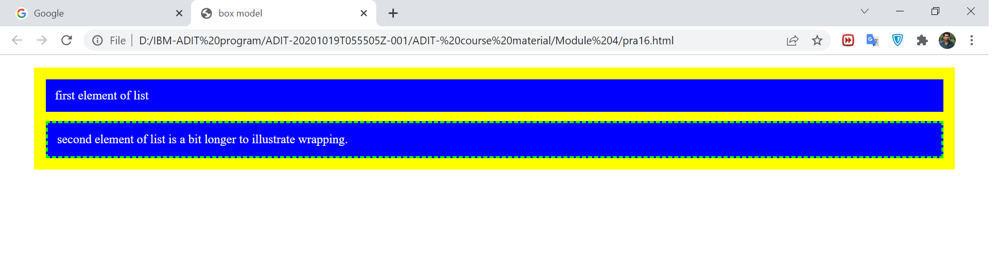 Google
box model
File
D:/IBM-ADIT%20program/ADIT-20201019T055505Z-001/ADIT-%20course%20material/Module%204/pra16.html
first element of list
second element of list is a bit longer to illustrate wrapping.